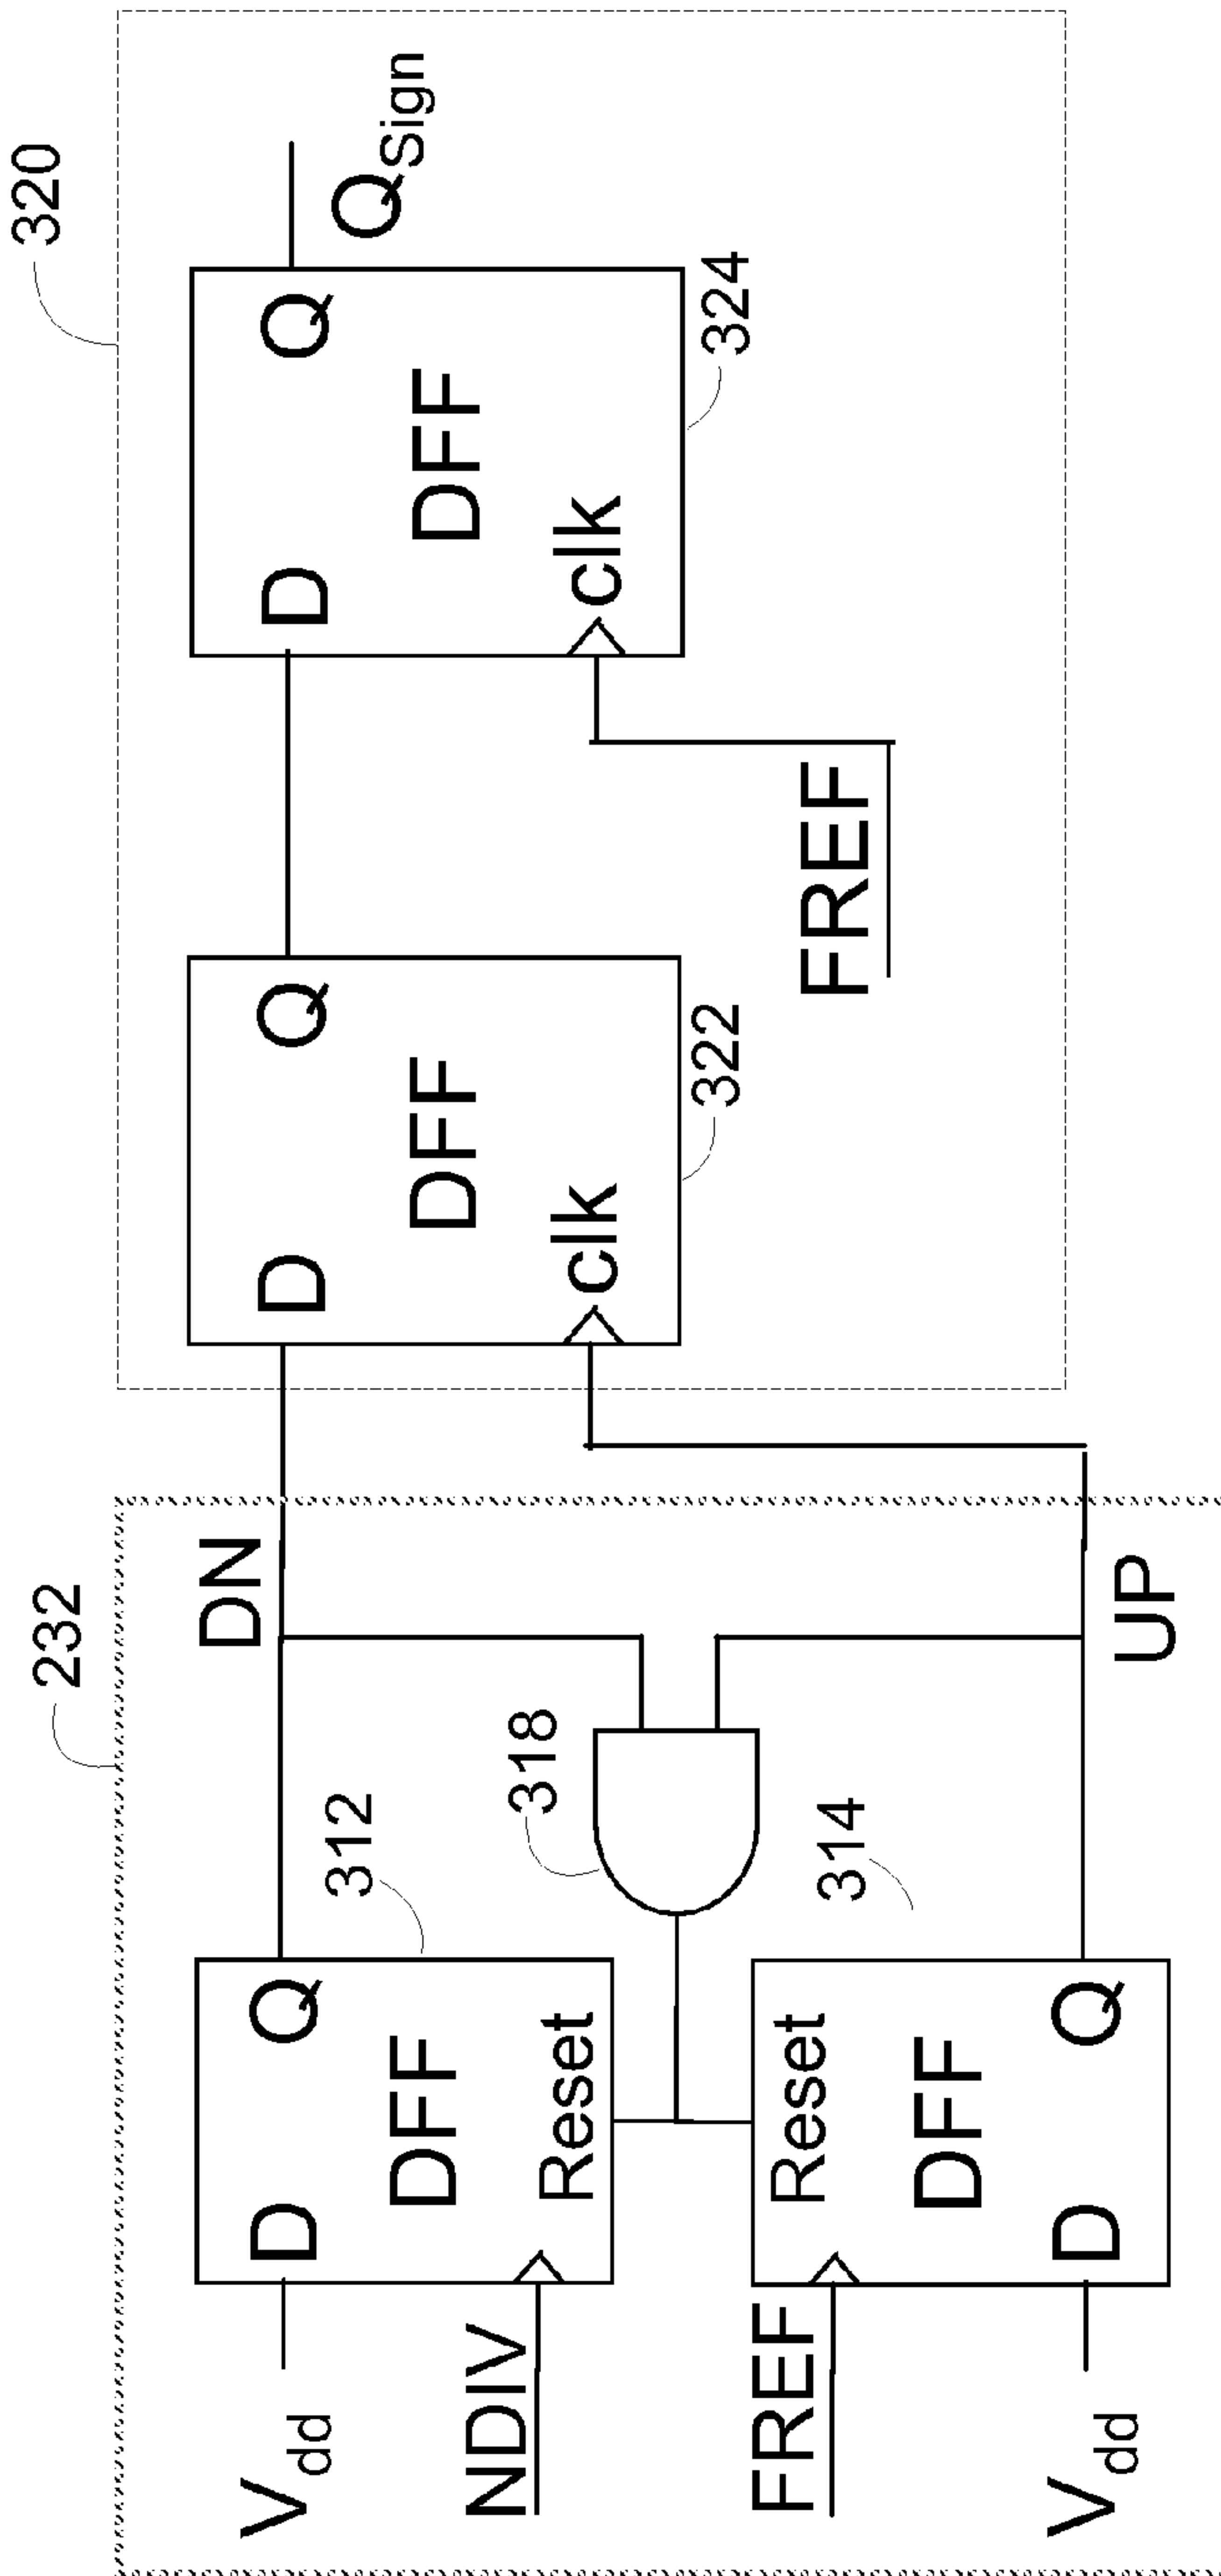 232
320
V_dd
D
Q
DFF
Reset
312
NDIV
DN
318
FREF
Reset
DFF
D
Q
314
V_dd
UP
D
Q
DFF
clk
322
D
Q
DFF
clk
324
Q_Sign
FREF